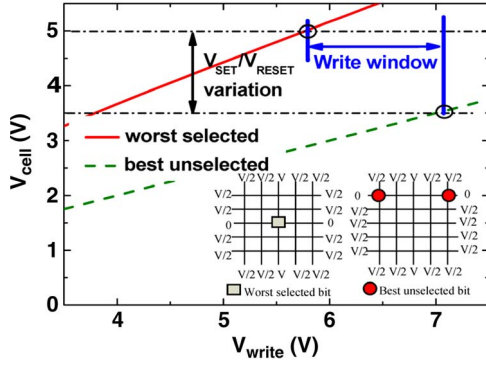 5
4
3
2
1
0
V_cell (V)
V_SET/V_RESET
variation
Write window
worst selected
best unselected
V/2 V/2 V V/2 V/2
V/2
V/2
0
V/2
V/2
V/2
V/2
0
V/2
V/2
V/2 V/2 V V/2 V/2
Worst selected bit
V/2 V/2 V/2 V/2 V/2
0
V/2
V/2
V/2
V/2
0
V/2
V/2
V/2
V/2
V/2 V/2 V/2 V/2 V/2
Best unselected bit
4 5 6 7
V_write (V)